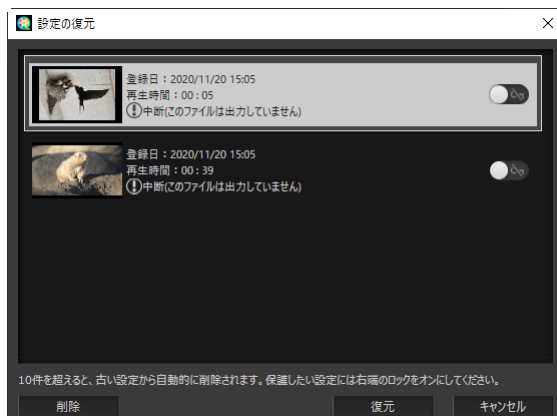 設定の復元
登録日：2020/11/20 15:05
再生時間：00：05
中断(このファイルは出力していません)
登録日：2020/11/20 15:05
再生時間：00：39
中断(このファイルは出力していません)
10件を超えると、古い設定から自動的に削除されます。保護したい設定には右端のロックをオンにしてください。
削除
復元
キャンセル